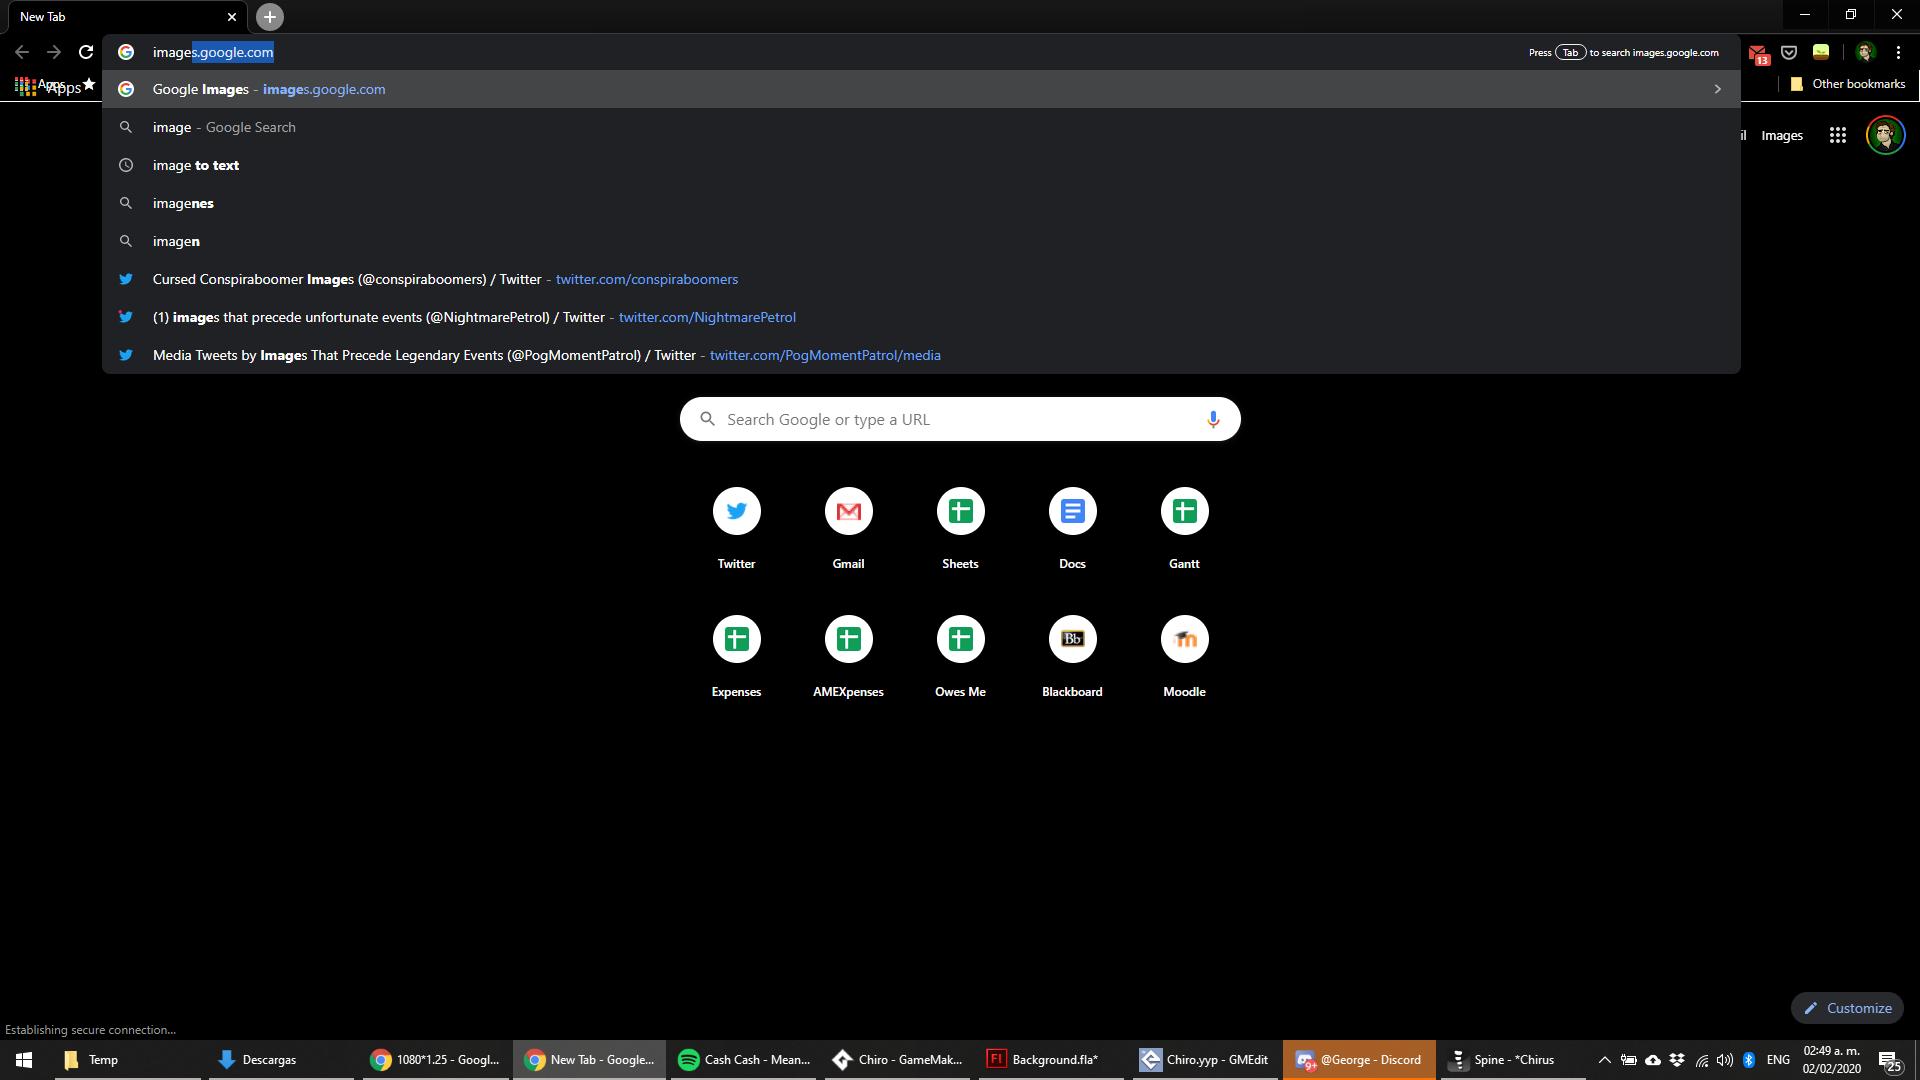 New Tab
images.google.com
Press Tab to search images.google.com
13
Apps
Apps
Other bookmarks
Google Images - images.google.com
image - Google Search
il Images
image to text
imagenes
imagen
Cursed Conspiraboomer Images (@conspiraboomers) / Twitter - twitter.com/conspiraboomers
(1) images that precede unfortunate events (@NightmarePetrol) / Twitter - twitter.com/NightmarePetrol
Media Tweets by Images That Precede Legendary Events (@PogMomentPatrol) / Twitter - twitter.com/PogMomentPatrol/media
Search Google or type a URL
Twitter Gmail Sheets Docs Gantt
Bb m
Expenses AMEXpenses Owes Me Blackboard Moodle
Customize
Establishing secure connection...
Temp Descargas 1080*1.25 - Googl... New Tab - Google... Cash Cash - Mean... Chiro - GameMak... Fl Background.fla* Chiro.yyp - GMEdit 9+ @George - Discord Spine - *Chirus ENG 02:49 a. m.
02/02/2020 25